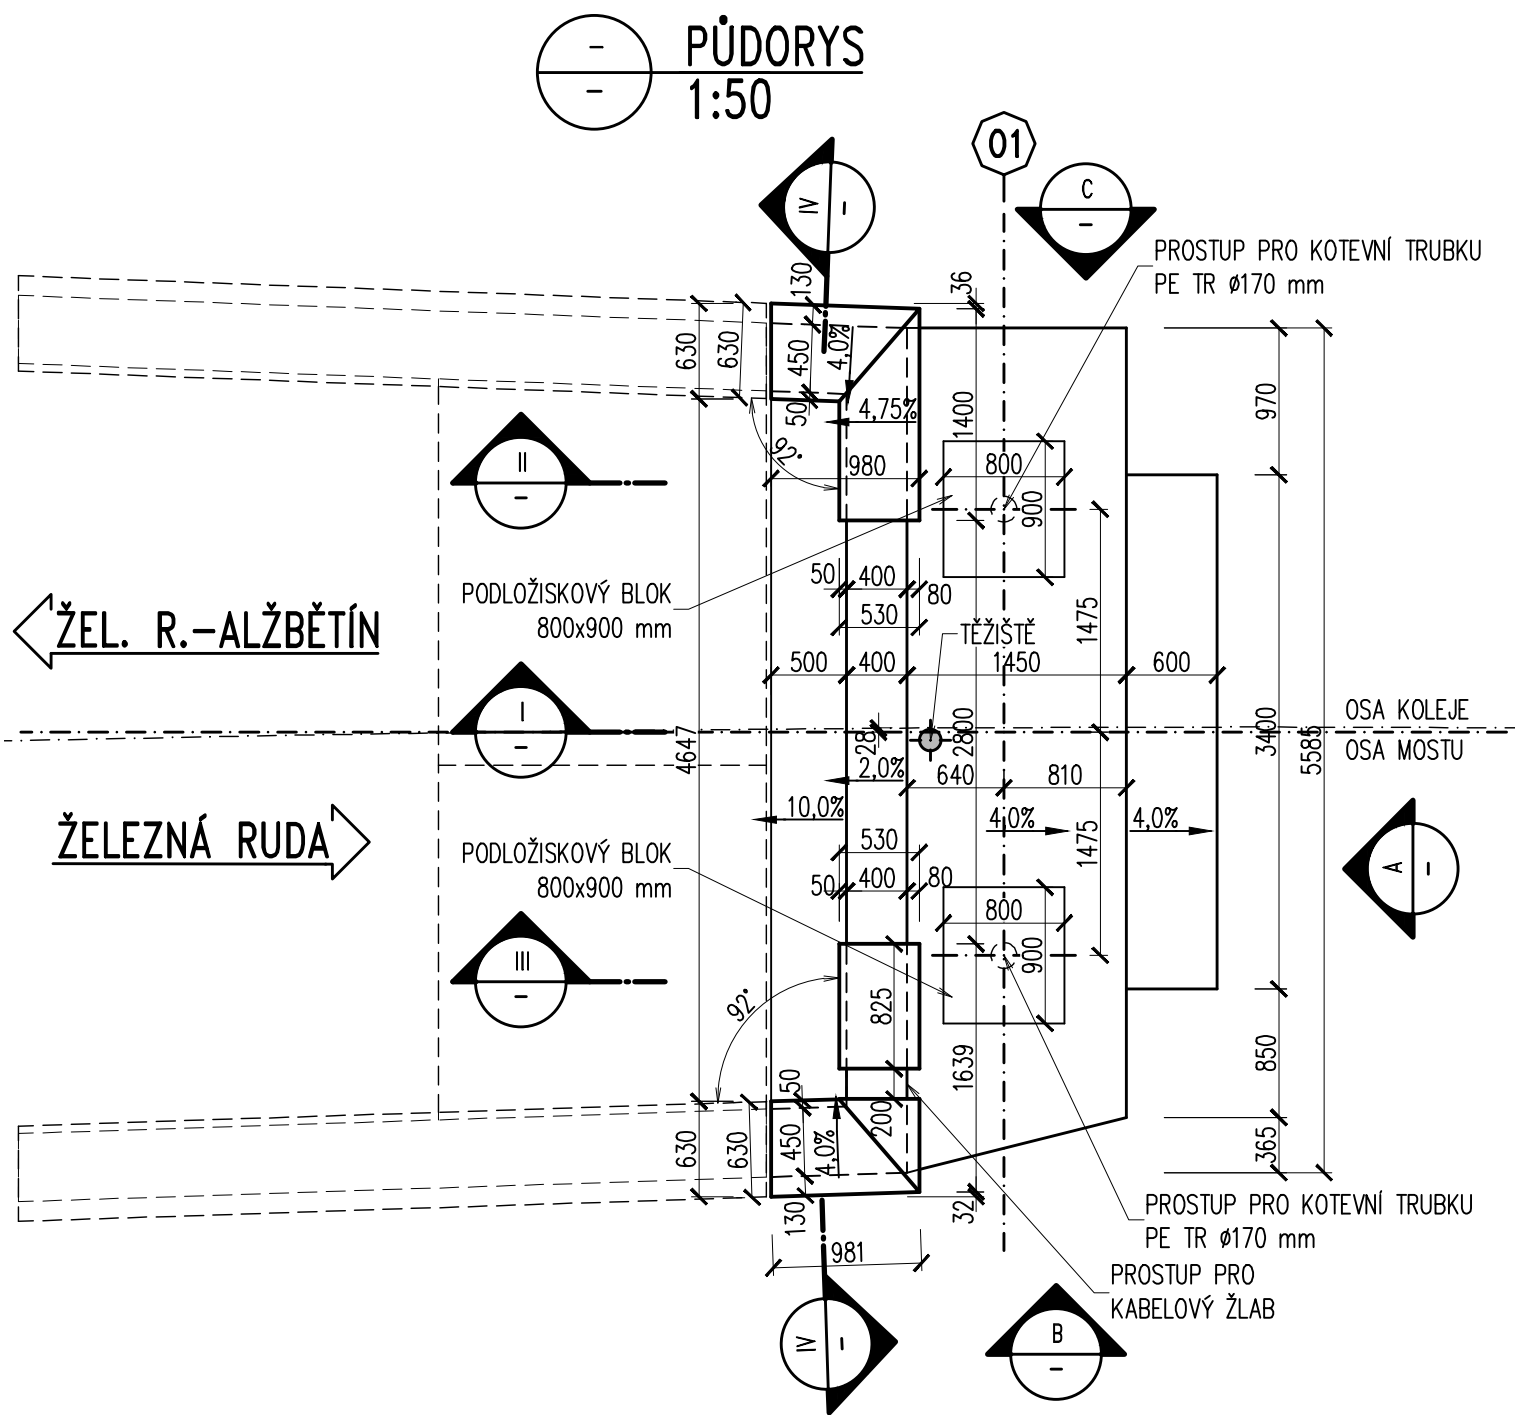 PŮDORYS
1:50
01
IV
C
PROSTUP PRO KOTEVNÍ TRUBKU
PE TR ø170 mm
130
36
630
630
450
4,0%
50
4,75%
1400
970
92°
980
800
900
II
50
400
80
530
1475
PODLOŽISKOVÝ BLOK
800x900 mm
ŽEL. R.-ALŽBĚTÍN
TĚŽIŠTĚ
500
400
1450
600
I
4647
28
2800
3400
5585
OSA KOLEJE
OSA MOSTU
2,0%
640
810
10,0%
4,0%
4,0%
ŽELEZNÁ RUDA
530
1475
PODLOŽISKOVÝ BLOK
800x900 mm
50
400
80
A
800
900
III
92°
825
1639
850
50
200
630
630
450
4,0%
365
130
32
PROSTUP PRO KOTEVNÍ TRUBKU
PE TR ø170 mm
981
PROSTUP PRO
KABELOVÝ ŽLAB
IV
B